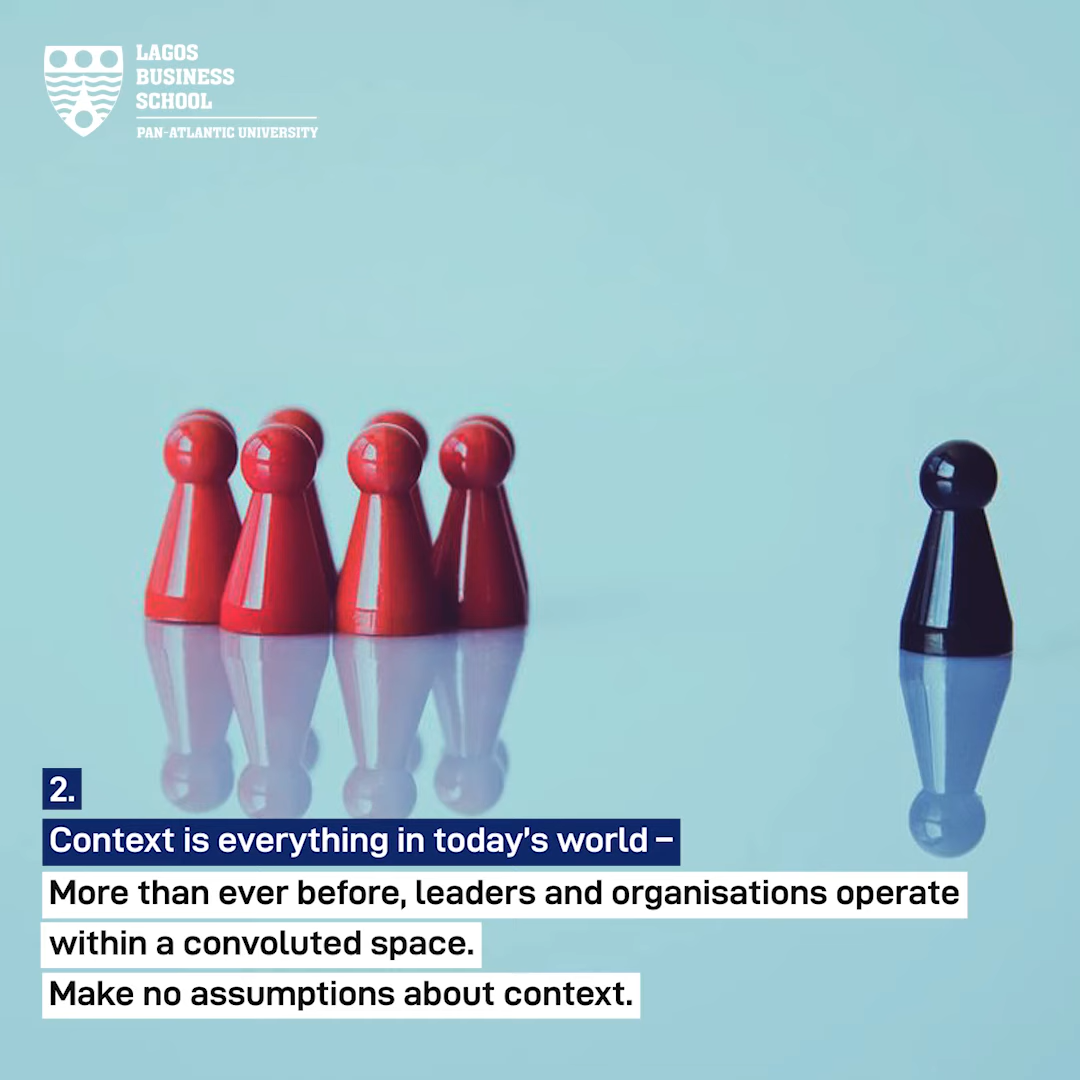 LAGOS
BUSINESS
SCHOOL
PAN-ATLANTIC UNIVERSITY
2.
Context is everything in today's world –
More than ever before, leaders and organisations operate
within a convoluted space.
Make no assumptions about context.